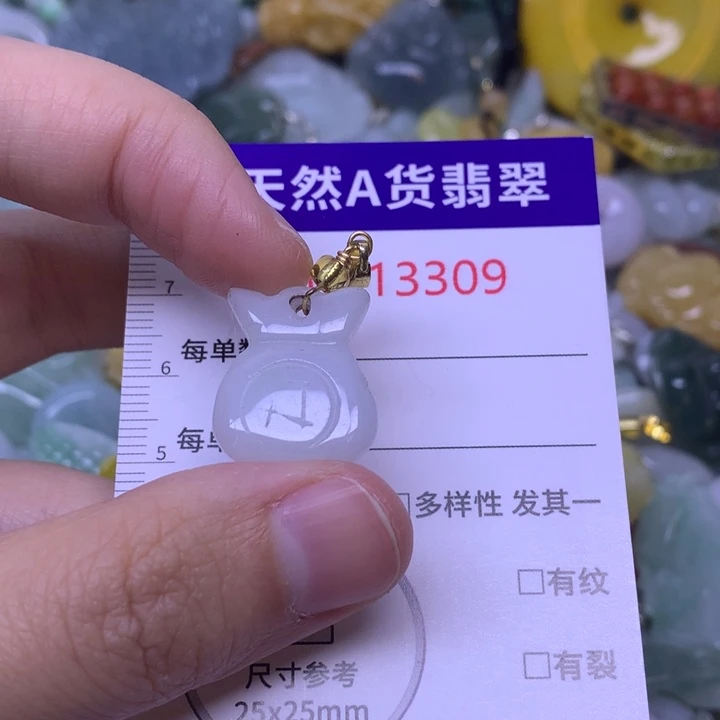 天然A货翡翠
13309
7
每单
6
每单
5
□多样性 发其一
□有纹
□有裂
尺寸参考
25x25mm